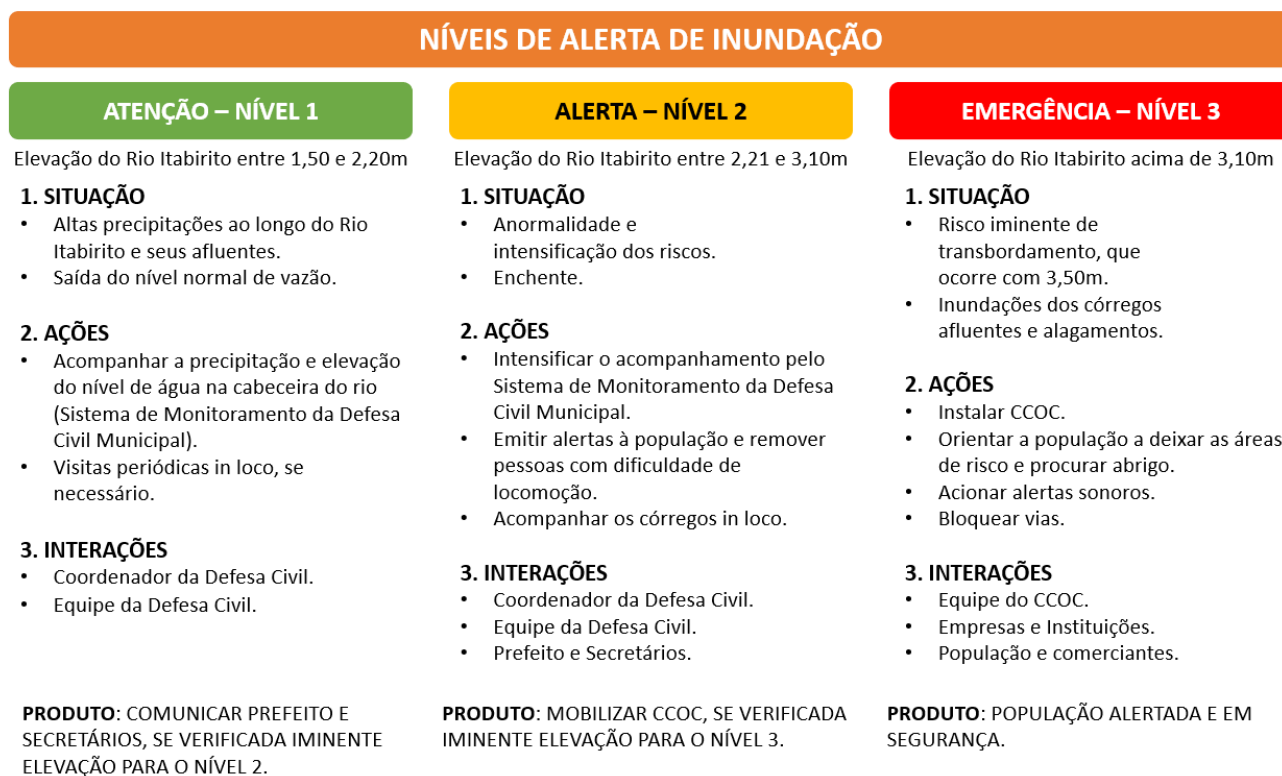 NÍVEIS DE ALERTA DE INUNDAÇÃO
ATENÇÃO – NÍVEL 1
Elevação do Rio Itabirito entre 1,50 e 2,20m
1. SITUAÇÃO
• Altas precipitações ao longo do Rio
Itabirito e seus afluentes.
• Saída do nível normal de vazão.
2. AÇÕES
• Acompanhar a precipitação e elevação
do nível de água na cabeceira do rio
(Sistema de Monitoramento da Defesa
Civil Municipal).
• Visitas periódicas in loco, se
necessário.
3. INTERAÇÕES
• Coordenador da Defesa Civil.
• Equipe da Defesa Civil.
PRODUTO: COMUNICAR PREFEITO E
SECRETÁRIOS, SE VERIFICADA IMINENTE
ELEVAÇÃO PARA O NÍVEL 2.
ALERTA – NÍVEL 2
Elevação do Rio Itabirito entre 2,21 e 3,10m
1. SITUAÇÃO
• Anormalidade e
intensificação dos riscos.
• Enchente.
2. AÇÕES
• Intensificar o acompanhamento pelo
Sistema de Monitoramento da Defesa
Civil Municipal.
• Emitir alertas à população e remover
pessoas com dificuldade de
locomoção.
• Acompanhar os córregos in loco.
3. INTERAÇÕES
• Coordenador da Defesa Civil.
• Equipe da Defesa Civil.
• Prefeito e Secretários.
PRODUTO: MOBILIZAR CCOC, SE VERIFICADA
IMINENTE ELEVAÇÃO PARA O NÍVEL 3.
EMERGÊNCIA – NÍVEL 3
Elevação do Rio Itabirito acima de 3,10m
1. SITUAÇÃO
• Risco iminente de
transbordamento, que
ocorre com 3,50m.
• Inundações dos córregos
afluentes e alagamentos.
2. AÇÕES
• Instalar CCOC.
• Orientar a população a deixar as áreas
de risco e procurar abrigo.
• Acionar alertas sonoros.
• Bloquear vias.
3. INTERAÇÕES
• Equipe do CCOC.
• Empresas e Instituições.
• População e comerciantes.
PRODUTO: POPULAÇÃO ALERTADA E EM
SEGURANÇA.